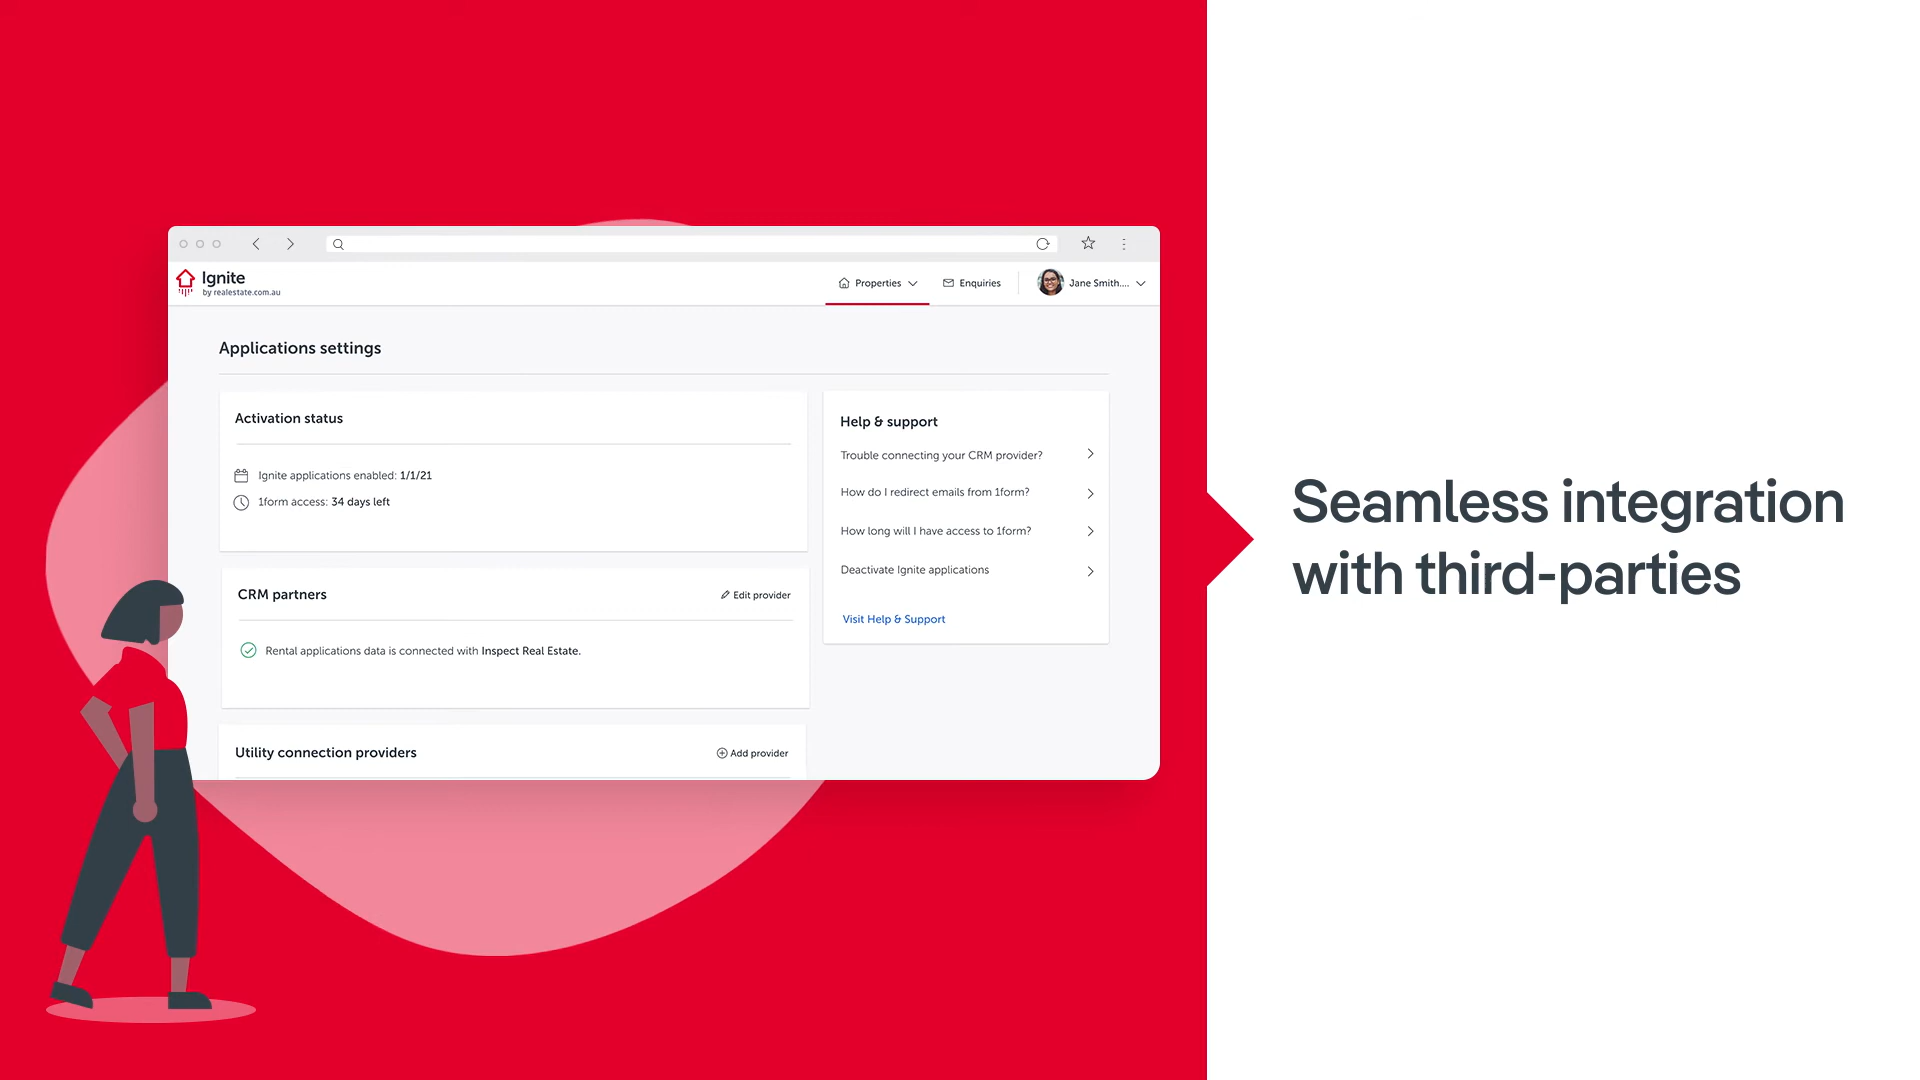 Ignite
by realestate.com.au
Properties
Enquiries
Jane Smith....
Applications settings
Activation status
Ignite applications enabled: 1/1/21
1form access: 34 days left
CRM partners
Edit provider
Rental applications data is connected with Inspect Real Estate.
Utility connection providers
Add provider
Help & support
Trouble connecting your CRM provider?
How do I redirect emails from 1form?
How long will I have access to 1form?
Deactivate Ignite applications
Visit Help & Support
Seamless integration
with third-parties